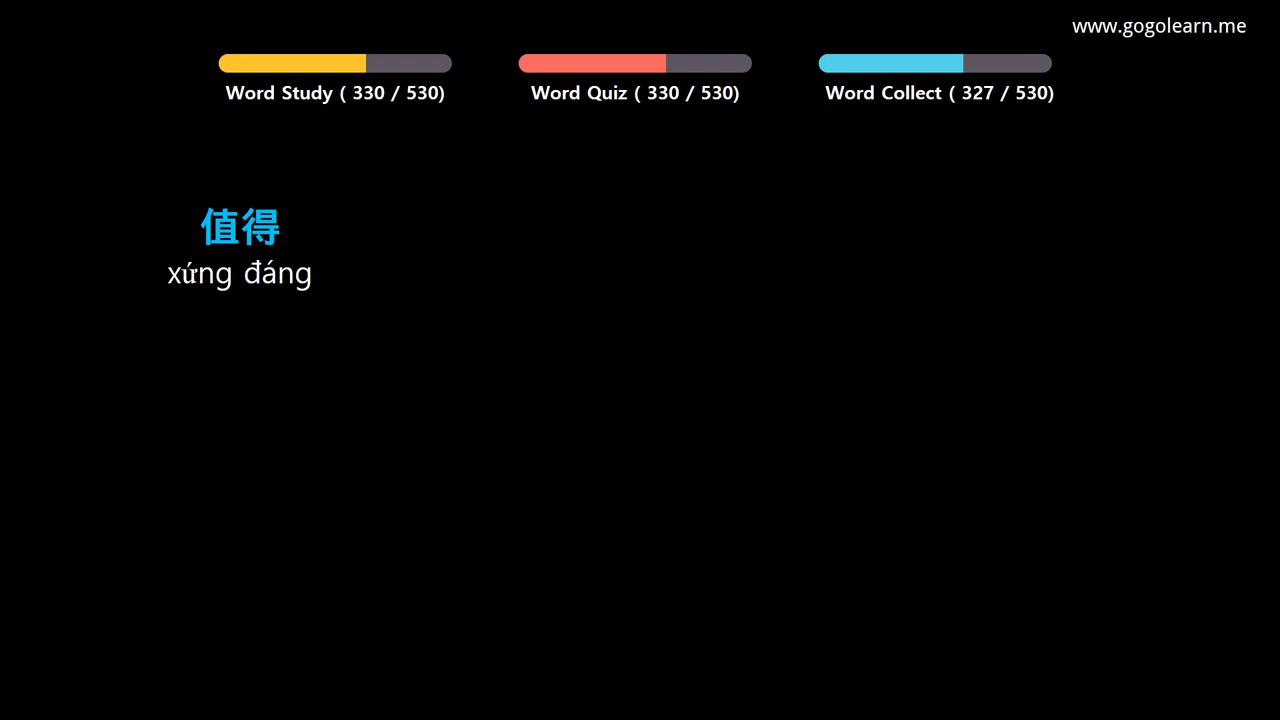 www.gogolearn.me
Word Study ( 330 / 530)
Word Quiz ( 330 / 530)
Word Collect ( 327 / 530)
值得
xứng đáng